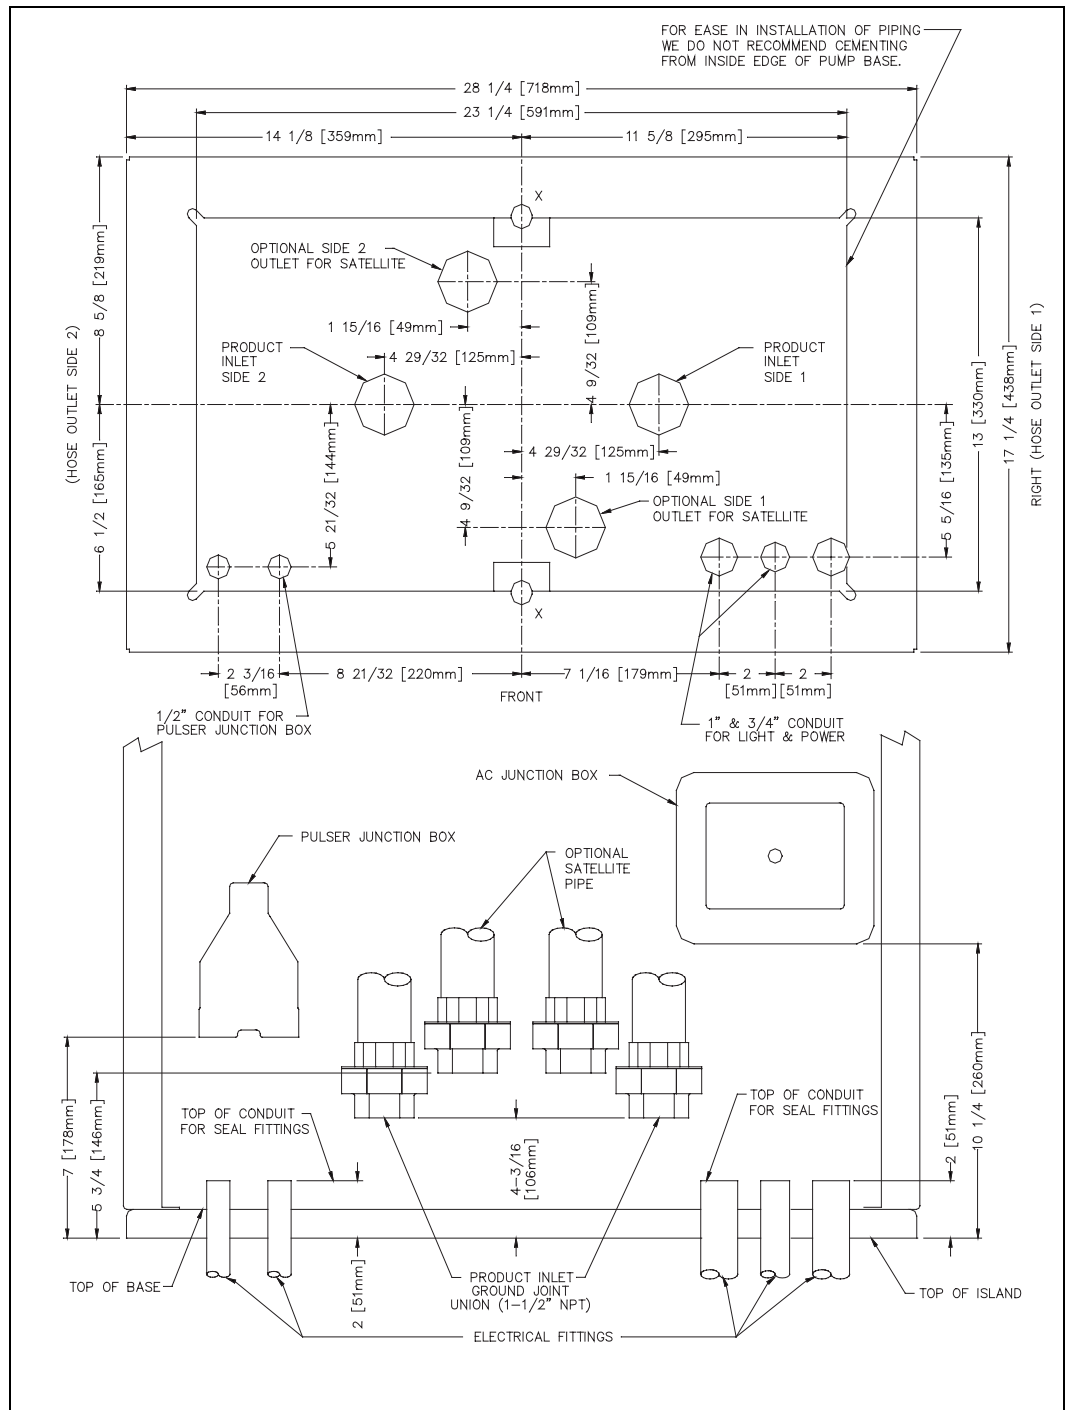 FOR EASE IN INSTALLATION OF PIPING
WE DO NOT RECOMMEND CEMENTING
FROM INSIDE EDGE OF PUMP BASE.
28 1/4 [718mm]
23 1/4 [591mm]
14 1/8 [359mm]
11 5/8 [295mm]
X
OPTIONAL SIDE 2
OUTLET FOR SATELLITE
8 5/8 [219mm]
1 15/16 [49mm]
4 9/32 [109mm]
(HOSE OUTLET SIDE 2)
PRODUCT
INLET
SIDE 2
4 29/32 [125mm]
PRODUCT
INLET
SIDE 1
13 [330mm]
17 1/4 [438mm]
RIGHT (HOSE OUTLET SIDE 1)
6 1/2 [165mm]
5 21/32 [144mm]
4 9/32 [109mm]
4 29/32 [125mm]
1 15/16 [49mm]
OPTIONAL SIDE 1
OUTLET FOR SATELLITE
5 5/16 [135mm]
X
2 3/16
[56mm]
8 21/32 [220mm]
7 1/16 [179mm]
2
[51mm]
2
[51mm]
FRONT
1/2" CONDUIT FOR
PULSER JUNCTION BOX
1" & 3/4" CONDUIT
FOR LIGHT & POWER
AC JUNCTION BOX
PULSER JUNCTION BOX
OPTIONAL
SATELLITE
PIPE
7 [178mm]
5 3/4 [146mm]
TOP OF CONDUIT
FOR SEAL FITTINGS
4-3/16
[106mm]
TOP OF CONDUIT
FOR SEAL FITTINGS
2 [51mm]
10 1/4 [260mm]
TOP OF BASE
2 [51mm]
PRODUCT INLET
GROUND JOINT
UNION (1-1/2" NPT)
TOP OF ISLAND
ELECTRICAL FITTINGS